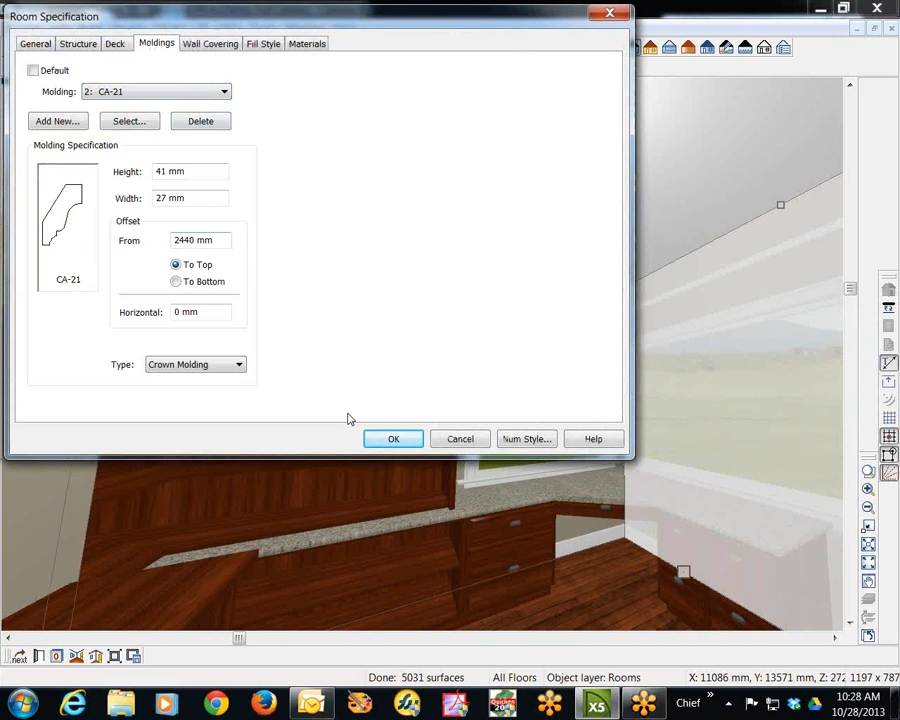 Room Specification
General Structure Deck Moldings Wall Covering Fill Style Materials
Default
Molding: 2: CA-21
Add New... Select... Delete
Molding Specification
Height: 41 mm
Width: 27 mm
Offset
From 2440 mm
To Top
To Bottom
CA-21
Horizontal: 0 mm
Type: Crown Molding
OK Cancel Num Style... Help
next
Done: 5031 surfaces All Floors Object layer: Rooms X: 11086 mm, Y: 13571 mm, Z: 272 1197 x 787
Quicken
X5
Chief
10:28 AM
10/28/2013